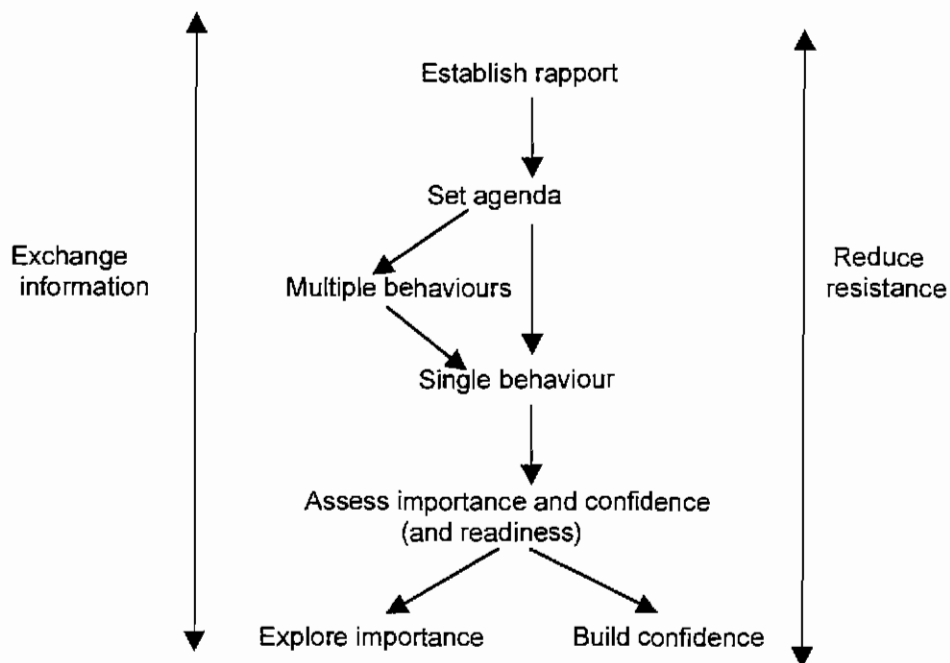 Establish rapport
Set agenda
Exchange
information
Multiple behaviours
Reduce
resistance
Single behaviour
Assess importance and confidence
(and readiness)
Explore importance
Build confidence